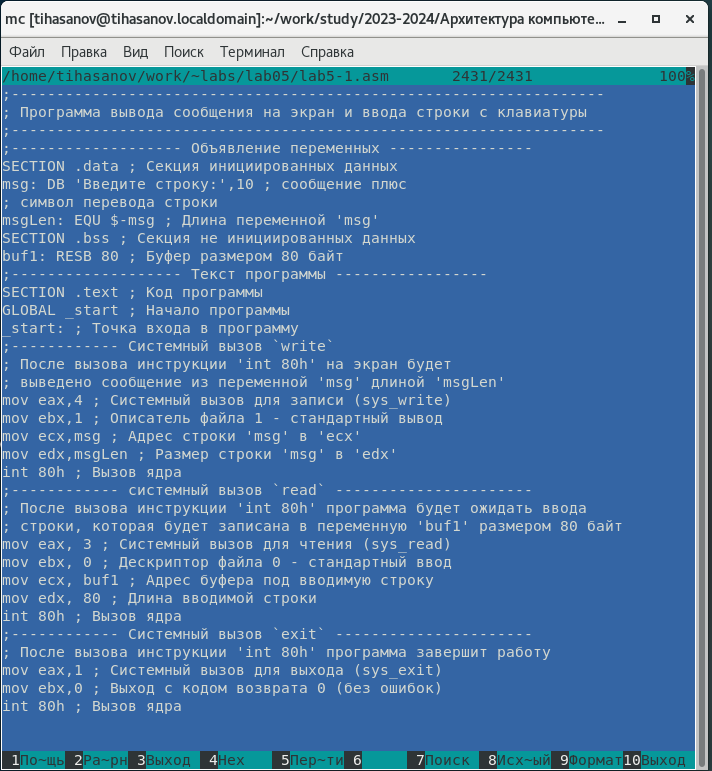 mc [tihasanov@tihasanov.localdomain]:~/work/study/2023-2024/Архитектура компьюте...
Файл Правка Вид Поиск Терминал Справка
/home/tihasanov/work/~labs/lab05/lab5-1.asm 2431/2431 100%
;------------------------------------------------------------------
; Программа вывода сообщения на экран и ввода строки с клавиатуры
;------------------------------------------------------------------
;------------------- Объявление переменных ----------------
SECTION .data ; Секция инициированных данных
msg: DB 'Введите строку:',10 ; сообщение плюс
; символ перевода строки
msgLen: EQU $-msg ; Длина переменной 'msg'
SECTION .bss ; Секция не инициированных данных
buf1: RESB 80 ; Буфер размером 80 байт
;------------------- Текст программы -----------------
SECTION .text ; Код программы
GLOBAL _start ; Начало программы
_start: ; Точка входа в программу
;------------ Системный вызов `write`
; После вызова инструкции 'int 80h' на экран будет
; выведено сообщение из переменной 'msg' длиной 'msgLen'
mov eax,4 ; Системный вызов для записи (sys_write)
mov ebx,1 ; Описатель файла 1 - стандартный вывод
mov ecx,msg ; Адрес строки 'msg' в 'ecx'
mov edx,msgLen ; Размер строки 'msg' в 'edx'
int 80h ; Вызов ядра
;------------ системный вызов `read` ----------------------
; После вызова инструкции 'int 80h' программа будет ожидать ввода
; строки, которая будет записана в переменную 'buf1' размером 80 байт
mov eax, 3 ; Системный вызов для чтения (sys_read)
mov ebx, 0 ; Дескриптор файла 0 - стандартный ввод
mov ecx, buf1 ; Адрес буфера под вводимую строку
mov edx, 80 ; Длина вводимой строки
int 80h ; Вызов ядра
;------------ Системный вызов `exit` ----------------------
; После вызова инструкции 'int 80h' программа завершит работу
mov eax,1 ; Системный вызов для выхода (sys_exit)
mov ebx,0 ; Выход с кодом возврата 0 (без ошибок)
int 80h ; Вызов ядра
1По~щь 2Ра~рн 3Выход 4Hex 5Пер~ти 6 7Поиск 8Исх~ый 9Формат 10Выход